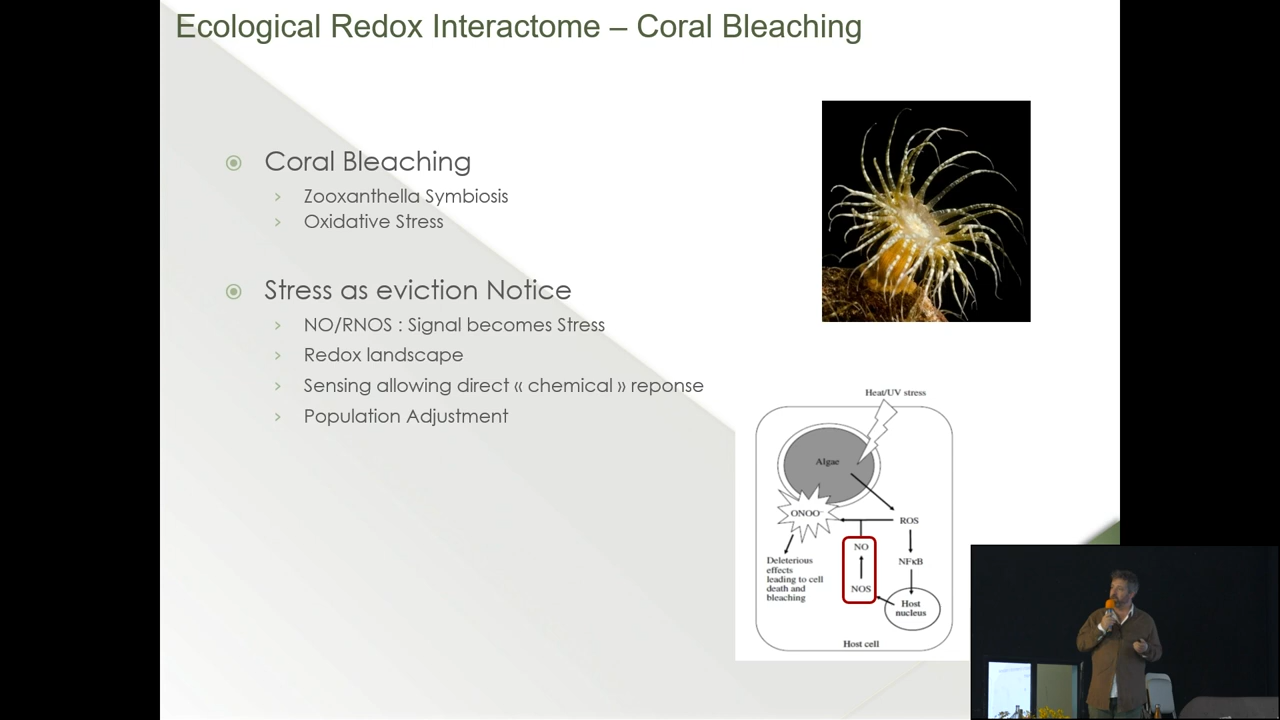 Ecological Redox Interactome – Coral Bleaching
Coral Bleaching
Zooxanthella Symbiosis
Oxidative Stress
Stress as eviction Notice
NO/RNOS : Signal becomes Stress
Redox landscape
Sensing allowing direct « chemical » reponse
Population Adjustment
Heat/UV stress
Algae
ONOO⁻
ROS
NO
NFκB
Deleterious
effects
leading to cell
death and
bleaching
NOS
Host
nucleus
Host cell